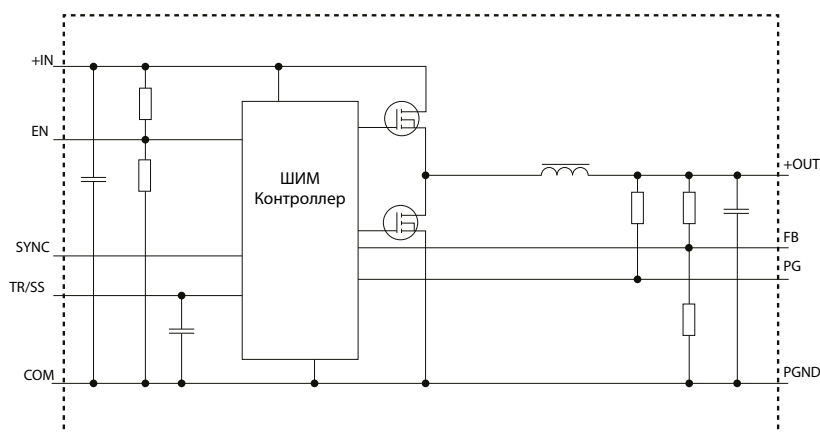 +IN
EN
ШИМ
Контроллер
+OUT
SYNC
FB
PG
TR/SS
COM
PGND